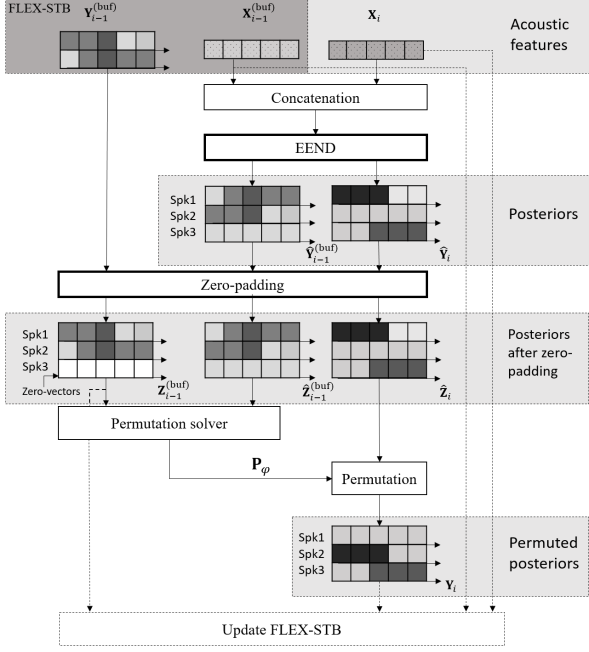 FLEX-STB
Y_{i-1}^{(buf)}
X_{i-1}^{(buf)}
X_i
Acoustic
features
Concatenation
EEND
Spk1
Spk2
Spk3
Posteriors
Ŷ_{i-1}^{(buf)}
Ŷ_i
Zero-padding
Spk1
Spk2
Spk3
Posteriors
after zero-
padding
Zero-vectors
Z_{i-1}^{(buf)}
Ẑ_{i-1}^{(buf)}
Ẑ_i
Permutation solver
P_φ
Permutation
Spk1
Spk2
Spk3
Permuted
posteriors
Y_i
Update FLEX-STB